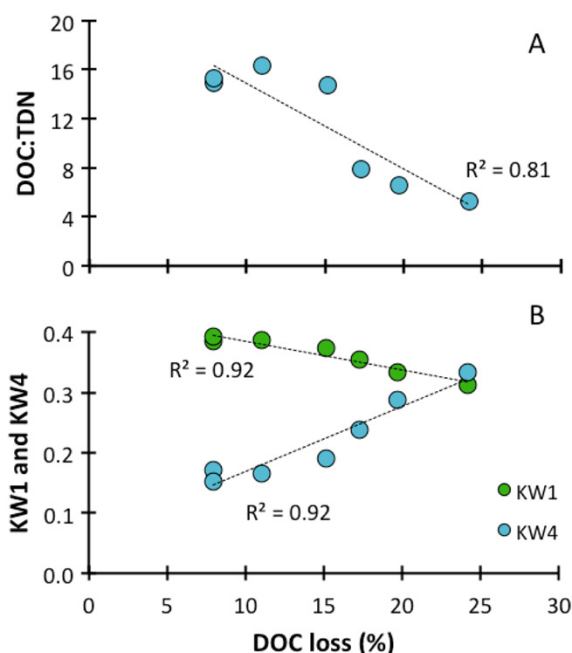 20
A
16
12
DOC:TDN
8
R² = 0.81
4
0
B
0.4
R² = 0.92
0.3
KW1 and KW4
0.2
R² = 0.92
KW1
0.1
KW4
0.0
0 5 10 15 20 25 30
DOC loss (%)